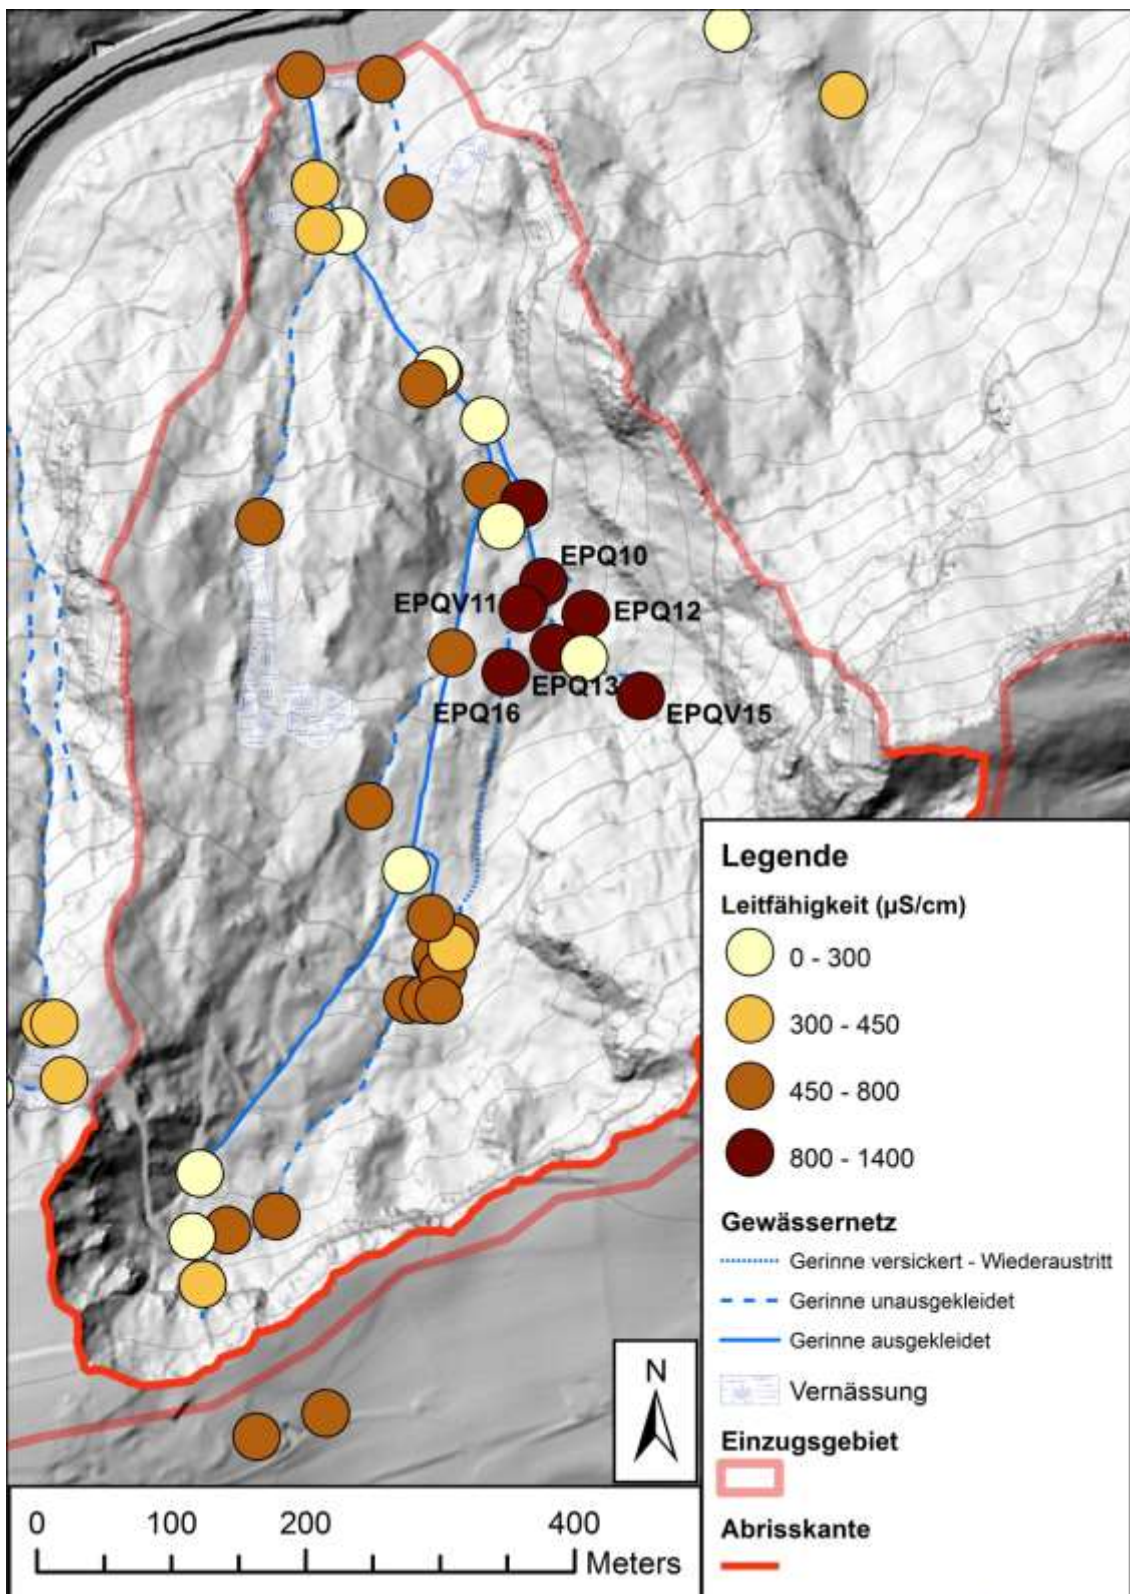 EPQ10
EPQV11
EPQ12
EPQ13
EPQ16
EPQV15
Legende
Leitfähigkeit (µS/cm)
0 - 300
300 - 450
450 - 800
800 - 1400
Gewässernetz
Gerinne versickert - Wiederaustritt
Gerinne unausgekleidet
Gerinne ausgekleidet
Vernässung
Einzugsgebiet
Abrisskante
N
0 100 200 400
Meters